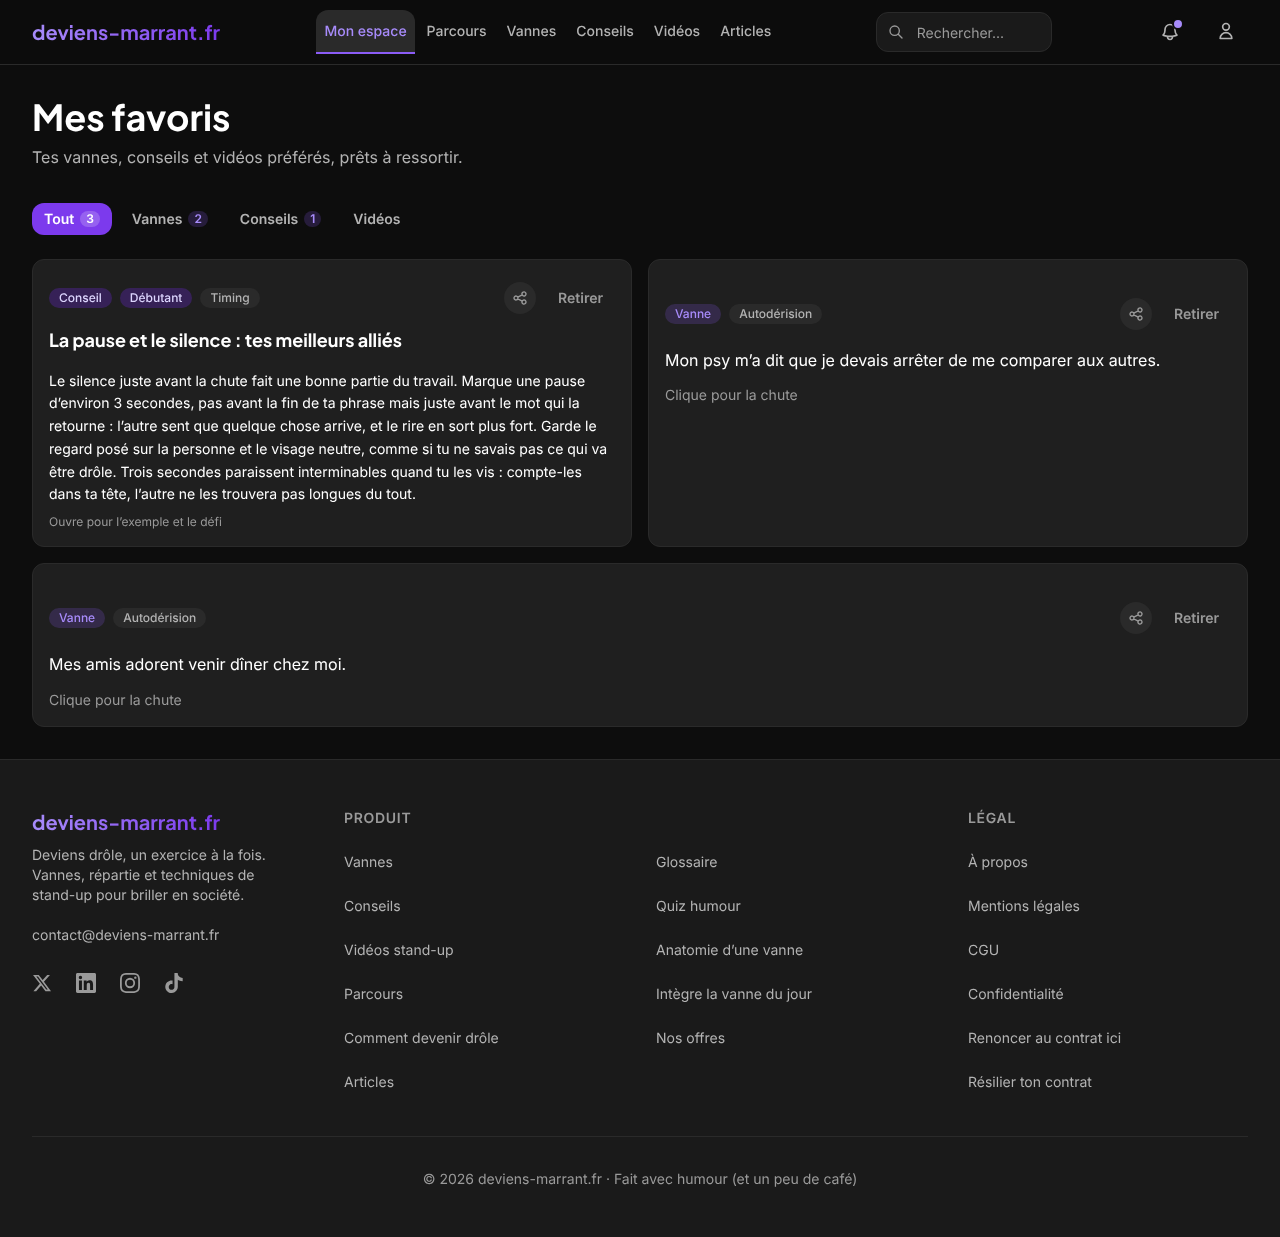 deviens-marrant.fr
Mon espace
Parcours
Vannes
Conseils
Vidéos
Articles
Rechercher...
Mes favoris
Tes vannes, conseils et vidéos préférés, prêts à ressortir.
Tout 3
Vannes 2
Conseils 1
Vidéos
Conseil
Débutant
Timing
Retirer
La pause et le silence : tes meilleurs alliés
Le silence juste avant la chute fait une bonne partie du travail. Marque une pause
d’environ 3 secondes, pas avant la fin de ta phrase mais juste avant le mot qui la
retourne : l’autre sent que quelque chose arrive, et le rire en sort plus fort. Garde le
regard posé sur la personne et le visage neutre, comme si tu ne savais pas ce qui va
être drôle. Trois secondes paraissent interminables quand tu les vis : compte-les
dans ta tête, l’autre ne les trouvera pas longues du tout.
Ouvre pour l’exemple et le défi
Vanne
Autodérision
Retirer
Mon psy m’a dit que je devais arrêter de me comparer aux autres.
Clique pour la chute
Vanne
Autodérision
Retirer
Mes amis adorent venir dîner chez moi.
Clique pour la chute
deviens-marrant.fr
Deviens drôle, un exercice à la fois.
Vannes, répartie et techniques de
stand-up pour briller en société.
contact@deviens-marrant.fr
PRODUIT
Vannes
Conseils
Vidéos stand-up
Parcours
Comment devenir drôle
Articles
Glossaire
Quiz humour
Anatomie d’une vanne
Intègre la vanne du jour
Nos offres
LÉGAL
À propos
Mentions légales
CGU
Confidentialité
Renoncer au contrat ici
Résilier ton contrat
© 2026 deviens-marrant.fr · Fait avec humour (et un peu de café)